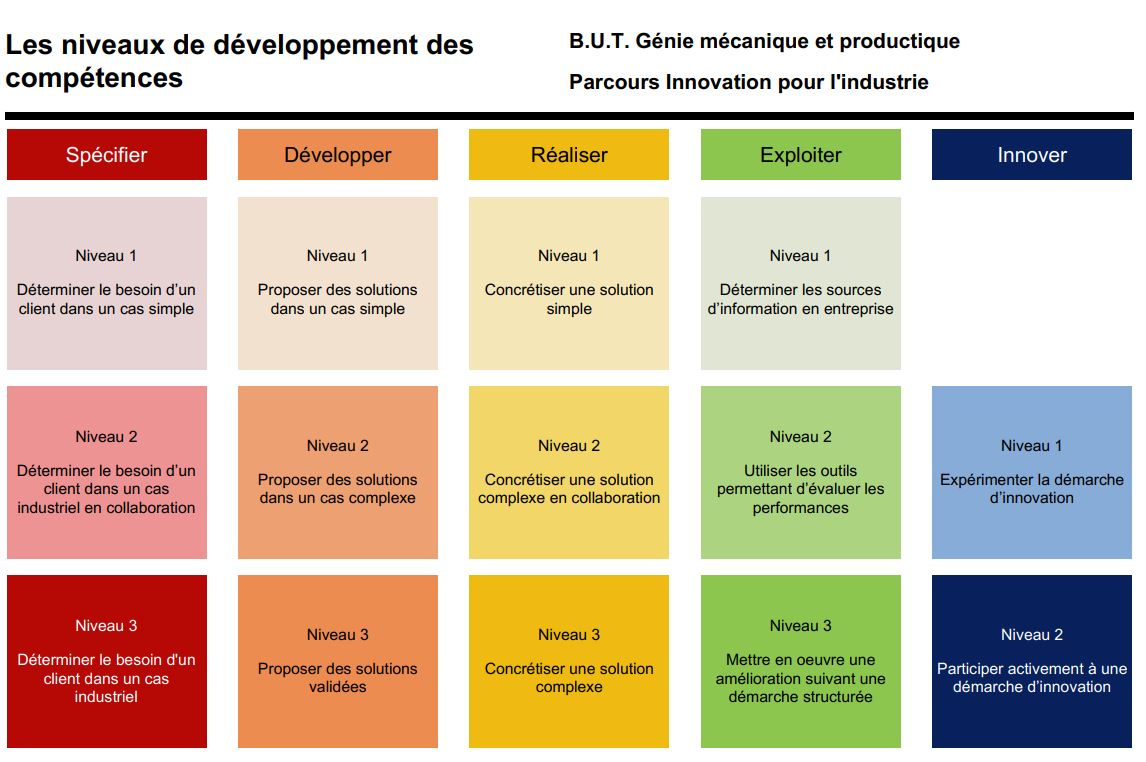 Les niveaux de développement des
compétences
B.U.T. Génie mécanique et productique
Parcours Innovation pour l'industrie
Spécifier
Développer
Réaliser
Exploiter
Innover
Niveau 1
Déterminer le besoin d’un
client dans un cas simple
Niveau 1
Proposer des solutions
dans un cas simple
Niveau 1
Concrétiser une solution
simple
Niveau 1
Déterminer les sources
d’information en entreprise
Niveau 2
Déterminer le besoin d’un
client dans un cas
industriel en collaboration
Niveau 2
Proposer des solutions
dans un cas complexe
Niveau 2
Concrétiser une solution
complexe en collaboration
Niveau 2
Utiliser les outils
permettant d’évaluer les
performances
Niveau 1
Expérimenter la démarche
d’innovation
Niveau 3
Déterminer le besoin d'un
client dans un cas
industriel
Niveau 3
Proposer des solutions
validées
Niveau 3
Concrétiser une solution
complexe
Niveau 3
Mettre en oeuvre une
amélioration suivant une
démarche structurée
Niveau 2
Participer activement à une
démarche d’innovation